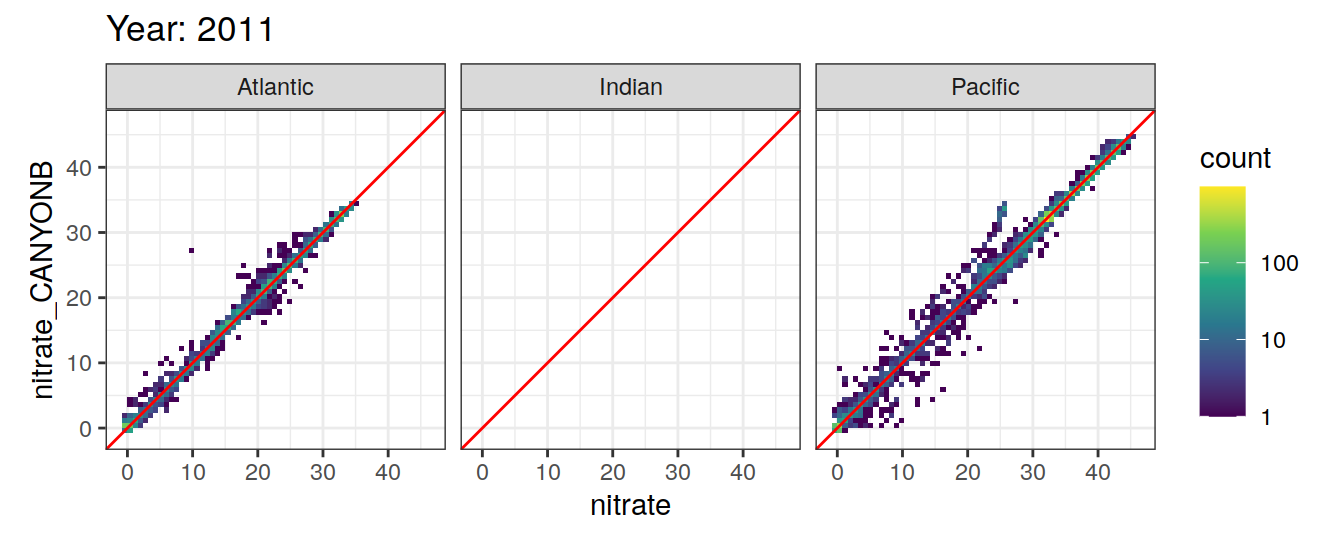 Year: 2011
Atlantic
Indian
Pacific
nitrate_CANYONB
40
30
20
10
0
0 10 20 30 40
0 10 20 30 40
0 10 20 30 40
nitrate
count
100
10
1